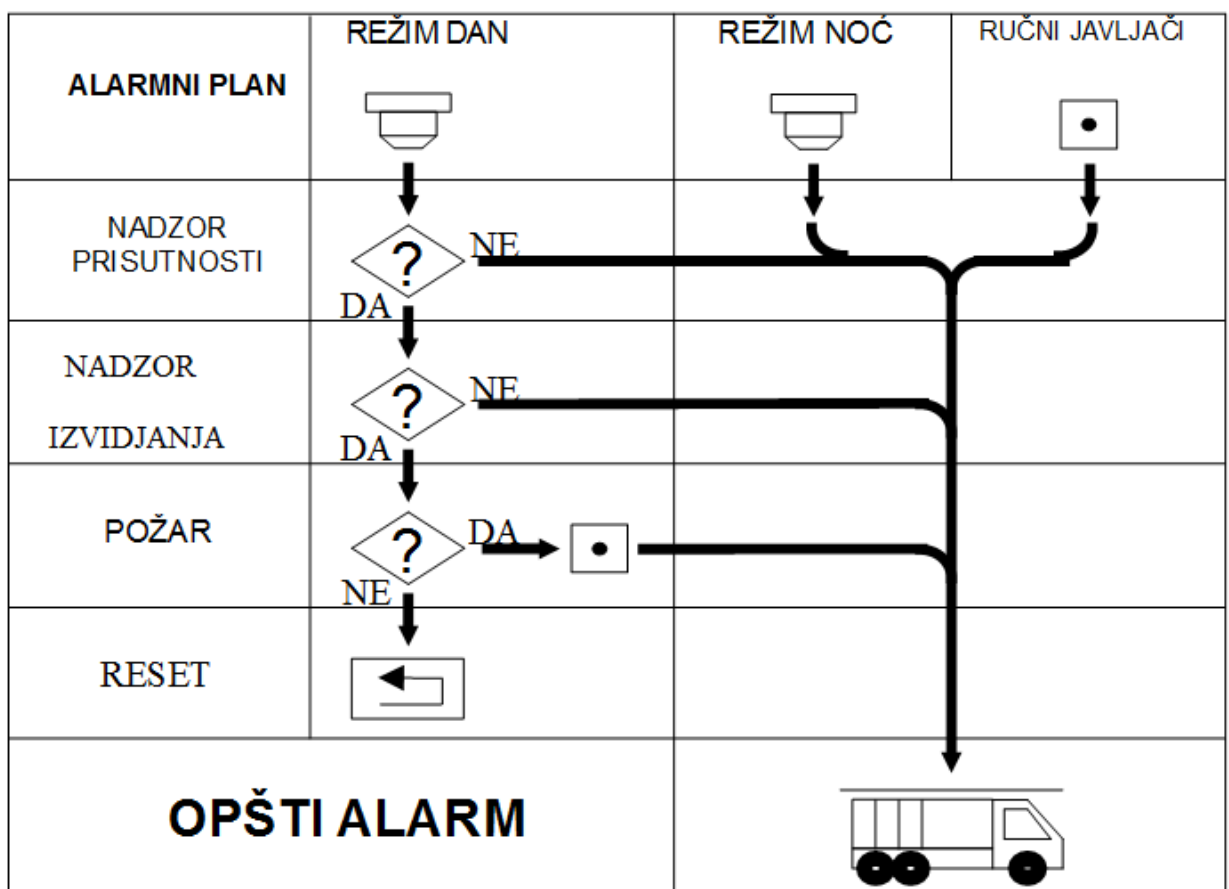 REŽIM DAN
REŽIM NOĆ
RUČNI JAVLJAČI
ALARMNI PLAN
NADZOR
PRISUTNOSTI
?
NE
DA
NADZOR
IZVIDJANJA
?
NE
DA
POŽAR
?
DA
NE
RESET
OPŠTI ALARM